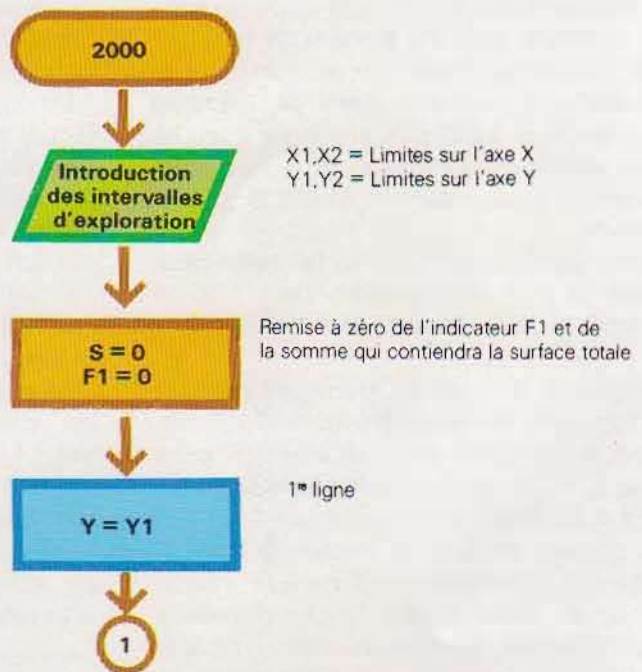 2000
Introduction
des intervalles
d'exploration
X1,X2 = Limites sur l'axe X
Y1,Y2 = Limites sur l'axe Y
S = 0
F1 = 0
Remise à zéro de l'indicateur F1 et de
la somme qui contiendra la surface totale
Y = Y1
1re ligne
1